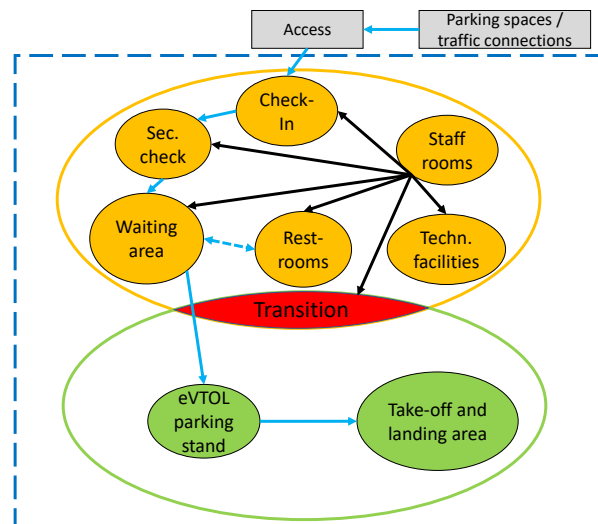 Access
Parking spaces /
traffic connections
Check-
In
Sec.
check
Staff
rooms
Waiting
area
Rest-
rooms
Techn.
facilities
Transition
eVTOL
parking
stand
Take-off and
landing area